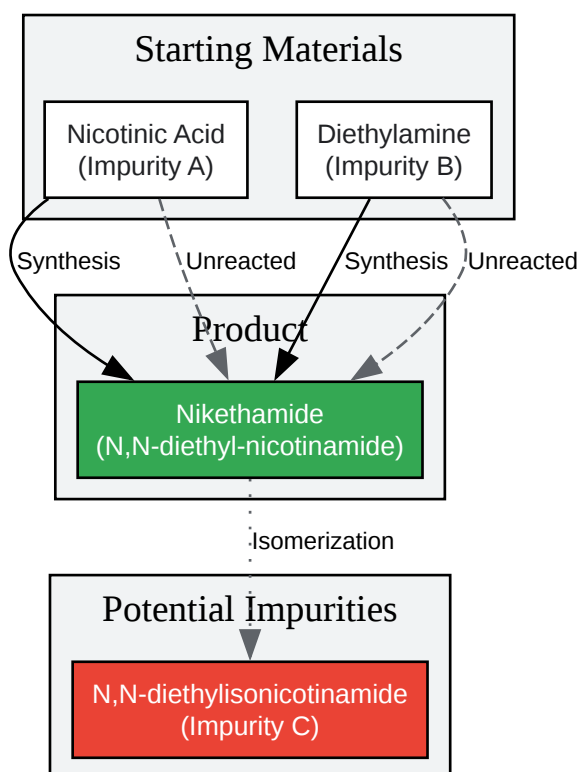 Starting Materials
Nicotinic Acid
(Impurity A)
Diethylamine
(Impurity B)
Synthesis
Unreacted
Synthesis
Unreacted
Product
Nikethamide
(N,N-diethyl-nicotinamide)
Isomerization
Potential Impurities
N,N-diethylisonicotinamide
(Impurity C)